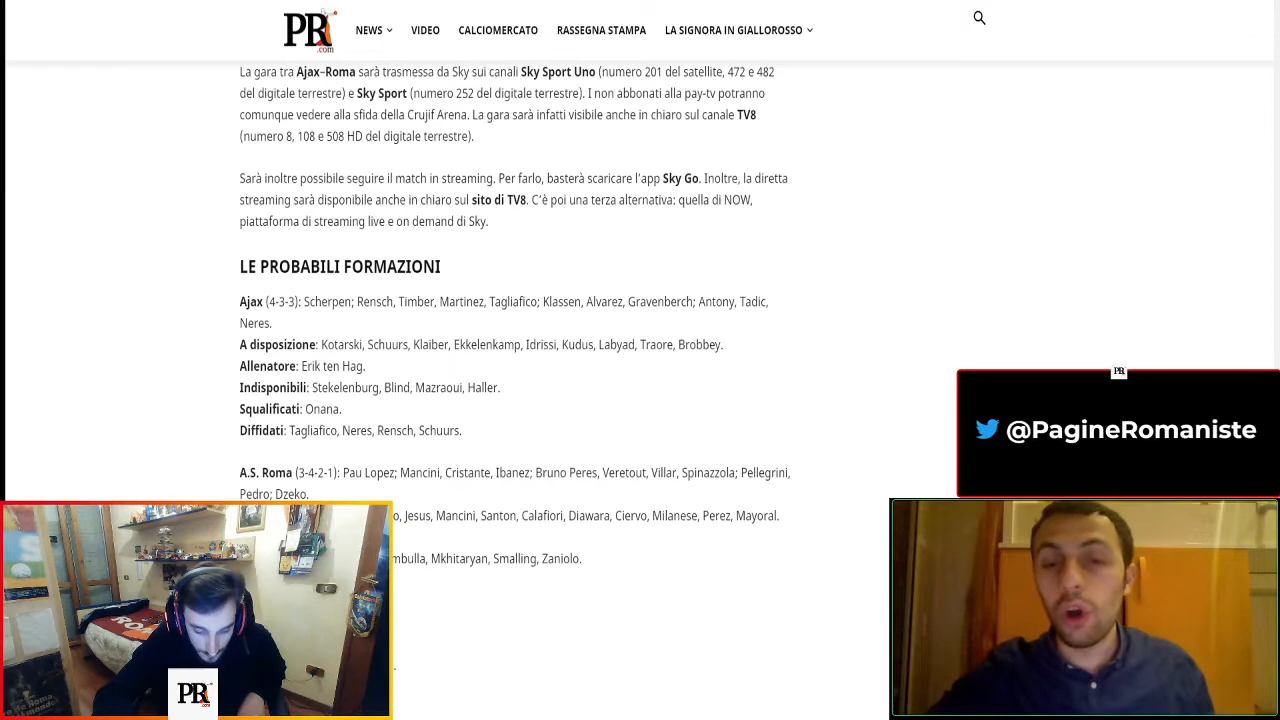 PR
.com
NEWS VIDEO CALCIOMERCATO RASSEGNA STAMPA LA SIGNORA IN GIALLOROSSO
La gara tra Ajax–Roma sarà trasmessa da Sky sui canali Sky Sport Uno (numero 201 del satellite, 472 e 482
del digitale terrestre) e Sky Sport (numero 252 del digitale terrestre). I non abbonati alla pay-tv potranno
comunque vedere alla sfida della Crujif Arena. La gara sarà infatti visibile anche in chiaro sul canale TV8
(numero 8, 108 e 508 HD del digitale terrestre).
Sarà inoltre possibile seguire il match in streaming. Per farlo, basterà scaricare l'app Sky Go. Inoltre, la diretta
streaming sarà disponibile anche in chiaro sul sito di TV8. C'è poi una terza alternativa: quella di NOW,
piattaforma di streaming live e on demand di Sky.
LE PROBABILI FORMAZIONI
Ajax (4-3-3): Scherpen; Rensch, Timber, Martinez, Tagliafico; Klassen, Alvarez, Gravenberch; Antony, Tadic,
Neres.
A disposizione: Kotarski, Schuurs, Klaiber, Ekkelenkamp, Idrissi, Kudus, Labyad, Traore, Brobbey.
Allenatore: Erik ten Hag.
Indisponibili: Stekelenburg, Blind, Mazraoui, Haller.
Squalificati: Onana.
Diffidati: Tagliafico, Neres, Rensch, Schuurs.
A.S. Roma (3-4-2-1): Pau Lopez; Mancini, Cristante, Ibanez; Bruno Peres, Veretout, Villar, Spinazzola; Pellegrini,
Pedro; Dzeko.
o, Jesus, Mancini, Santon, Calafiori, Diawara, Ciervo, Milanese, Perez, Mayoral.
mbulla, Mkhitaryan, Smalling, Zaniolo.
PR
@PagineRomaniste
PR
.com